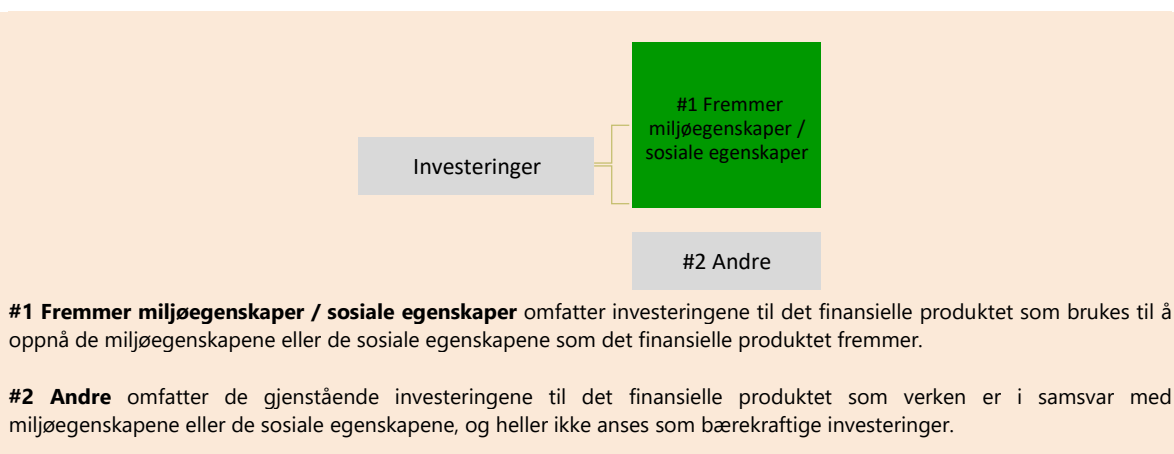 #1 Fremmer
miljøegenskaper /
sosiale egenskaper
Investeringer
#2 Andre
#1 Fremmer miljøegenskaper / sosiale egenskaper omfatter investeringene til det finansielle produktet som brukes til å
oppnå de miljøegenskapene eller de sosiale egenskapene som det finansielle produktet fremmer.
#2 Andre omfatter de gjenstående investeringene til det finansielle produktet som verken er i samsvar med
miljøegenskapene eller de sosiale egenskapene, og heller ikke anses som bærekraftige investeringer.